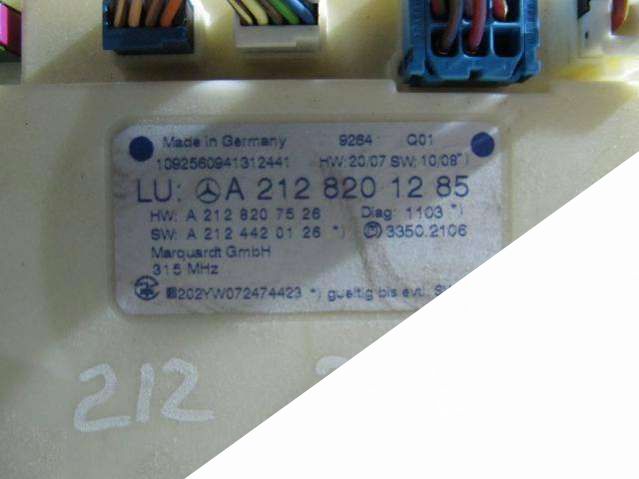 Made in Germany 9264 Q01
1092560941312441 HW: 20/07 SW: 10/08*)
LU: A 212 820 12 85
HW: A 212 820 75 26 Diag: 1103 *)
SW: A 212 442 01 26 *) 3350.2106
Marquardt GmbH
315 MHz
202YW072474423 *) gueltig bis evtl.
212